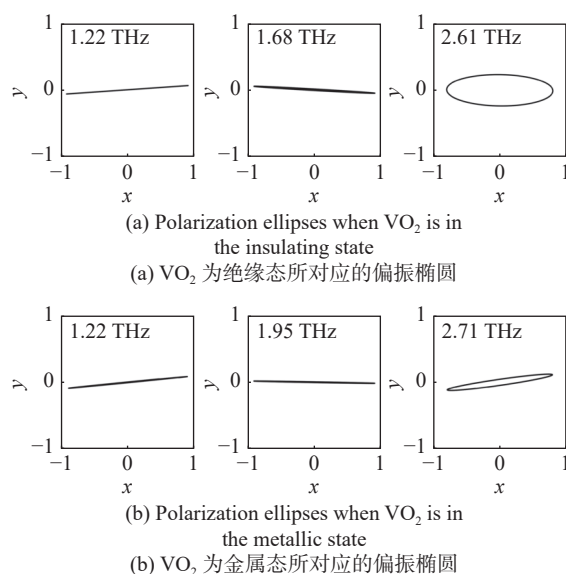 1
1.22 THz
y
0
−1
−1
0
1
x
1
1.68 THz
y
0
−1
−1
0
1
x
1
2.61 THz
y
0
−1
−1
0
1
x
(a) Polarization ellipses when VO₂ is in
the insulating state
(a) VO₂ 为绝缘态所对应的偏振椭圆
1
1.22 THz
y
0
−1
−1
0
1
x
1
1.95 THz
y
0
−1
−1
0
1
x
1
2.71 THz
y
0
−1
−1
0
1
x
(b) Polarization ellipses when VO₂ is in
the metallic state
(b) VO₂ 为金属态所对应的偏振椭圆